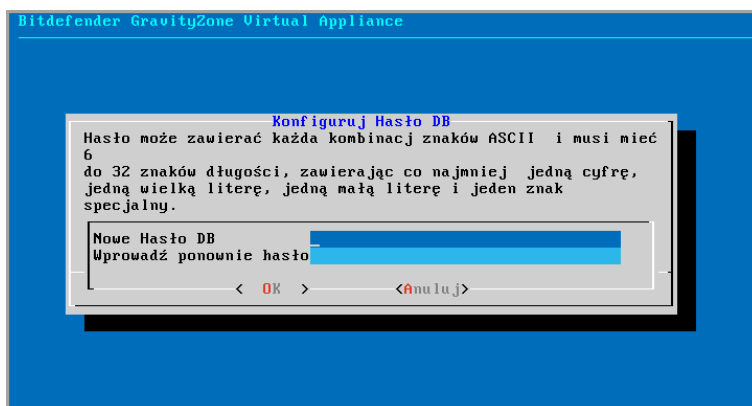 Bitdefender GravityZone Virtual Appliance
Konfiguruj Hasło DB
Hasło może zawierać każda kombinacj znaków ASCII i musi mieć
6
do 32 znaków długości, zawierając co najmniej jedną cyfrę,
jedną wielką literę, jedną małą literę i jeden znak
specjalny.
Nowe Hasło DB
Wprowadź ponownie hasło
< OK > <Anuluj>